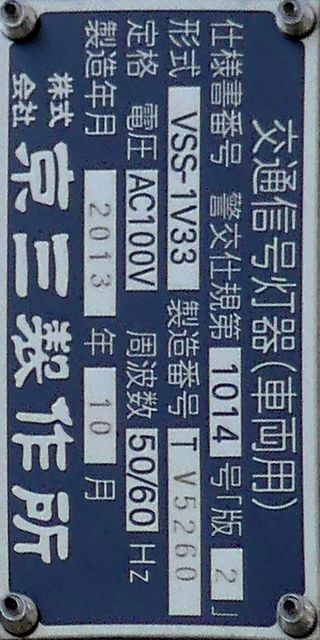 交通信号灯器(車両用)
仕様書番号 警交仕規第 1014 号「版 2 」
形式 VSS-1V33 製造番号 T V5260
定格 電圧 AC100V 周波数 50/60 Hz
製造年月 2013 年 10 月
株式会社 京三製作所